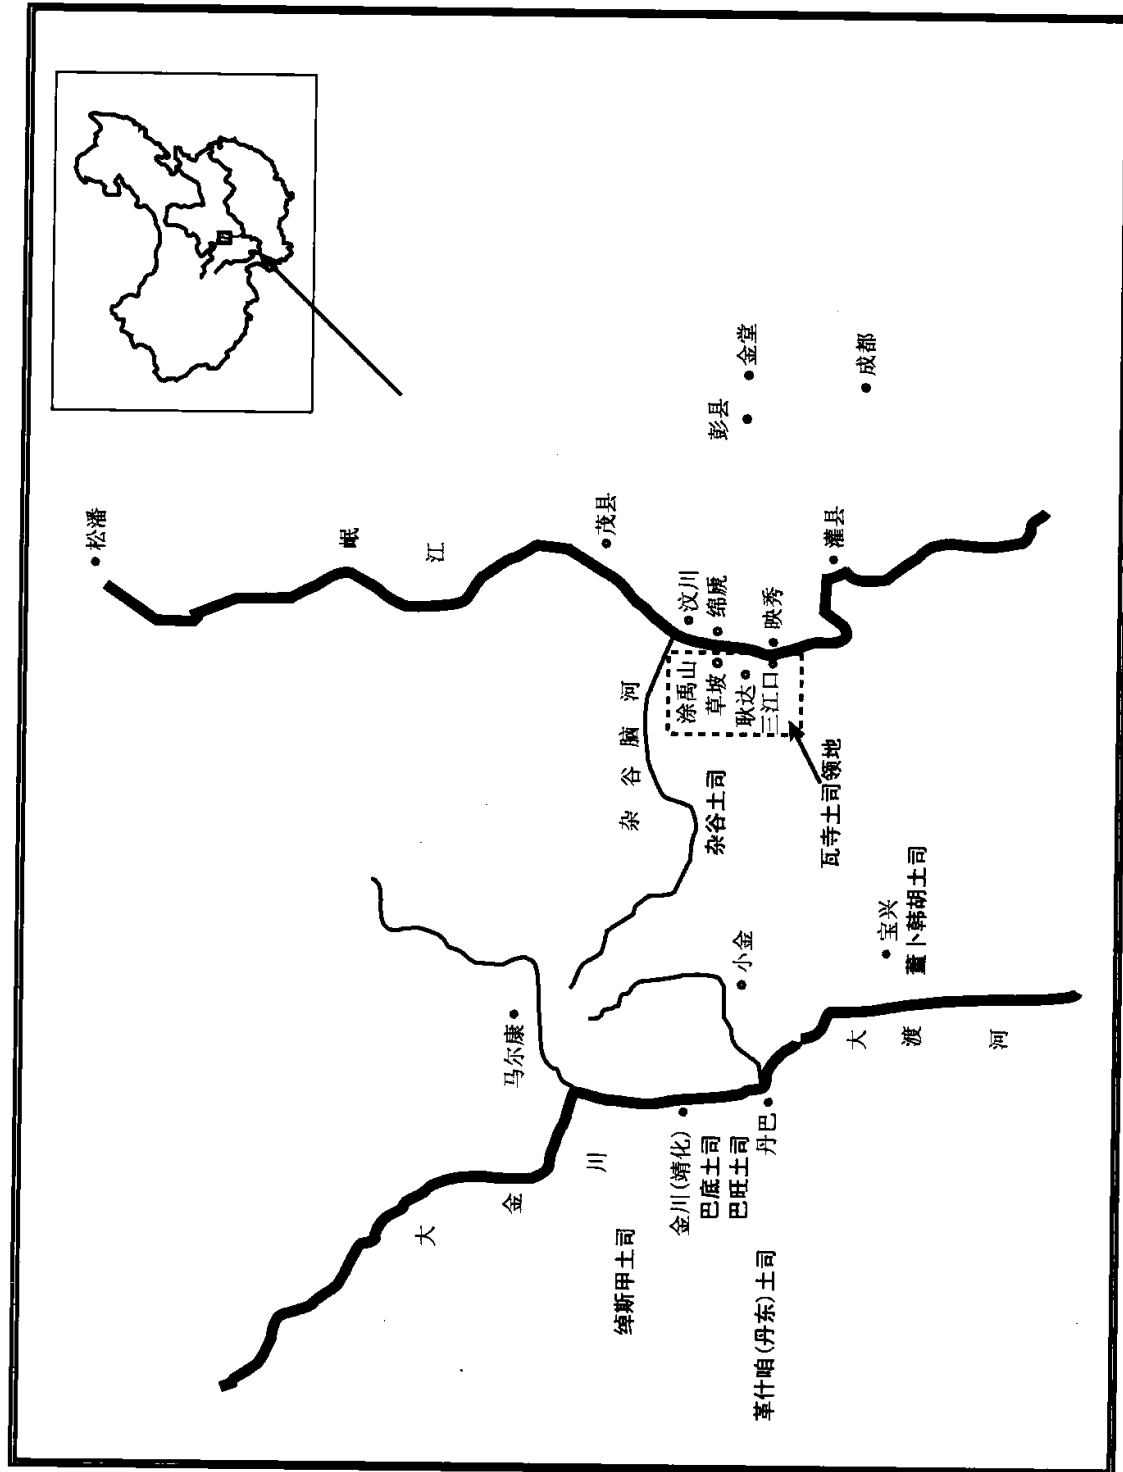 松潘
岷江
茂县
汶川
绵虒
映秀
灌县
彭县
金堂
成都
杂谷脑河
涂禹山
草坡
耿达
三江口
杂谷土司
瓦寺土司领地
马尔康
小金
宝兴
董卜韩胡土司
大渡河
大金川
金川(靖化)
巴底土司
巴旺土司
丹巴
绰斯甲土司
革什咱(丹东)土司